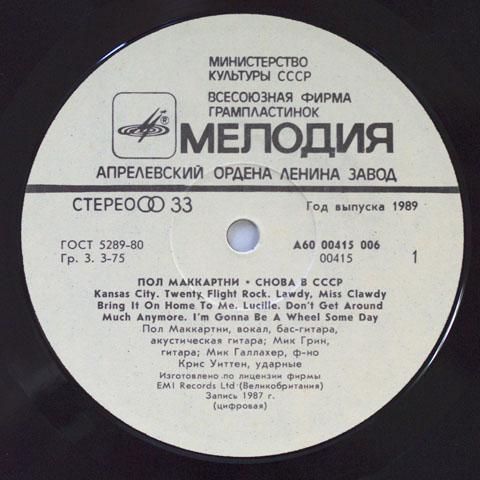 МИНИСТЕРСТВО
КУЛЬТУРЫ СССР
ВСЕСОЮЗНАЯ ФИРМА
ГРАМПЛАСТИНОК
МЕЛОДИЯ
АПРЕЛЕВСКИЙ ОРДЕНА ЛЕНИНА ЗАВОД
СТЕРЕО 33 Год выпуска 1989
ГОСТ 5289-80 А60 00415 006
Гр. 3. 3-75 00415 1
ПОЛ МАККАРТНИ • СНОВА В СССР
Kansas City. Twenty Flight Rock. Lawdy, Miss Clawdy
Bring It On Home To Me. Lucille. Don't Get Around
Much Anymore. I'm Gonna Be A Wheel Some Day
Пол Маккартни, вокал, бас-гитара,
акустическая гитара; Мик Грин,
гитара; Мик Галлахер, ф-но
Крис Уиттен, ударные
Изготовлено по лицензии фирмы
EMI Records Ltd (Великобритания)
Запись 1987 г.
(цифровая)